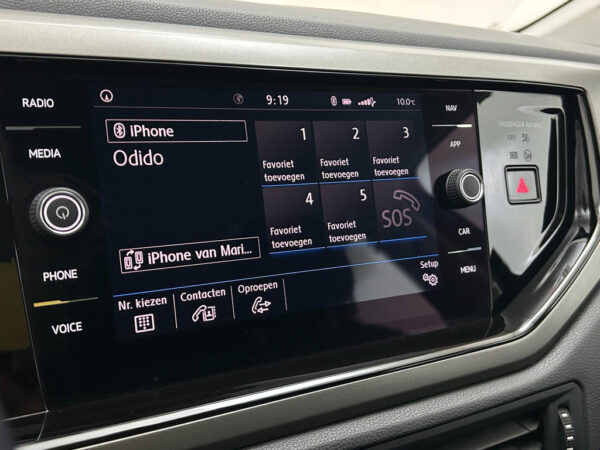 RADIO
MEDIA
PHONE
VOICE
9:19
10.0°C
iPhone
Odido
iPhone van Mari...
1
Favoriet
toevoegen
2
Favoriet
toevoegen
3
Favoriet
toevoegen
4
Favoriet
toevoegen
5
Favoriet
toevoegen
SOS
Nr. kiezen
Contacten
Oproepen
Setup
NAV
APP
CAR
MENU
PASSENGER AIR BAG
OFF